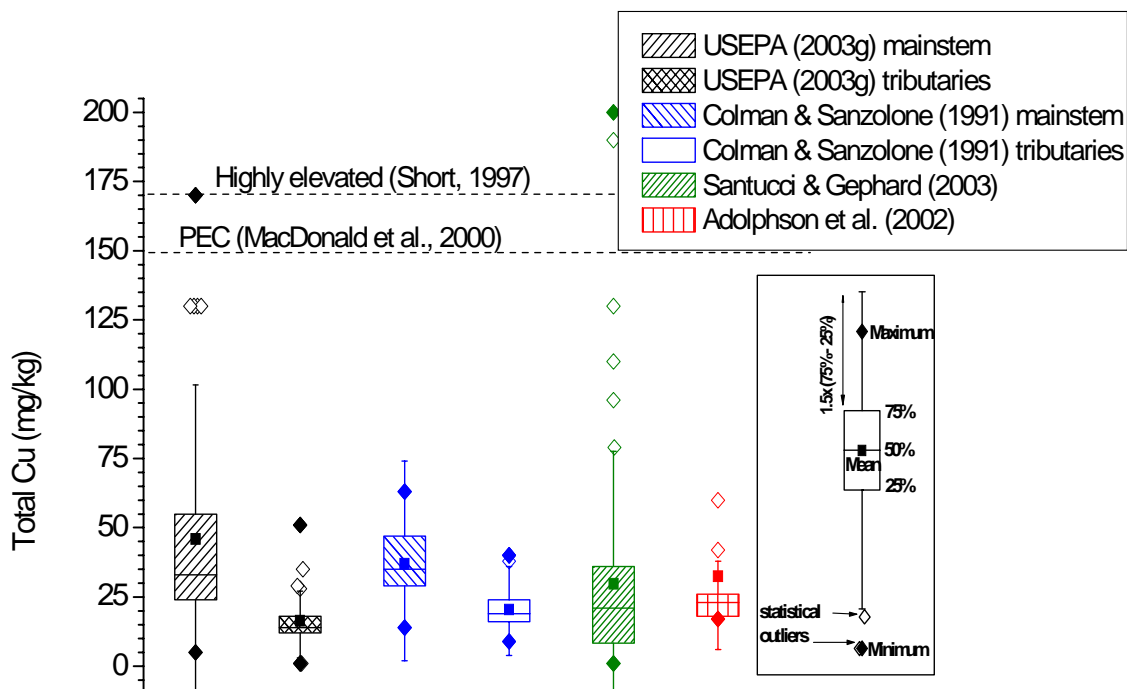 USEPA (2003g) mainstem
USEPA (2003g) tributaries
Colman & Sanzolone (1991) mainstem
Colman & Sanzolone (1991) tributaries
Santucci & Gephard (2003)
Adolphson et al. (2002)
200
175
150
125
100
75
50
25
0
Total Cu (mg/kg)
Highly elevated (Short, 1997)
PEC (MacDonald et al., 2000)
1.5x (75%- 25%)
Maximum
75%
50%
Mean
25%
statistical
outliers
Minimum